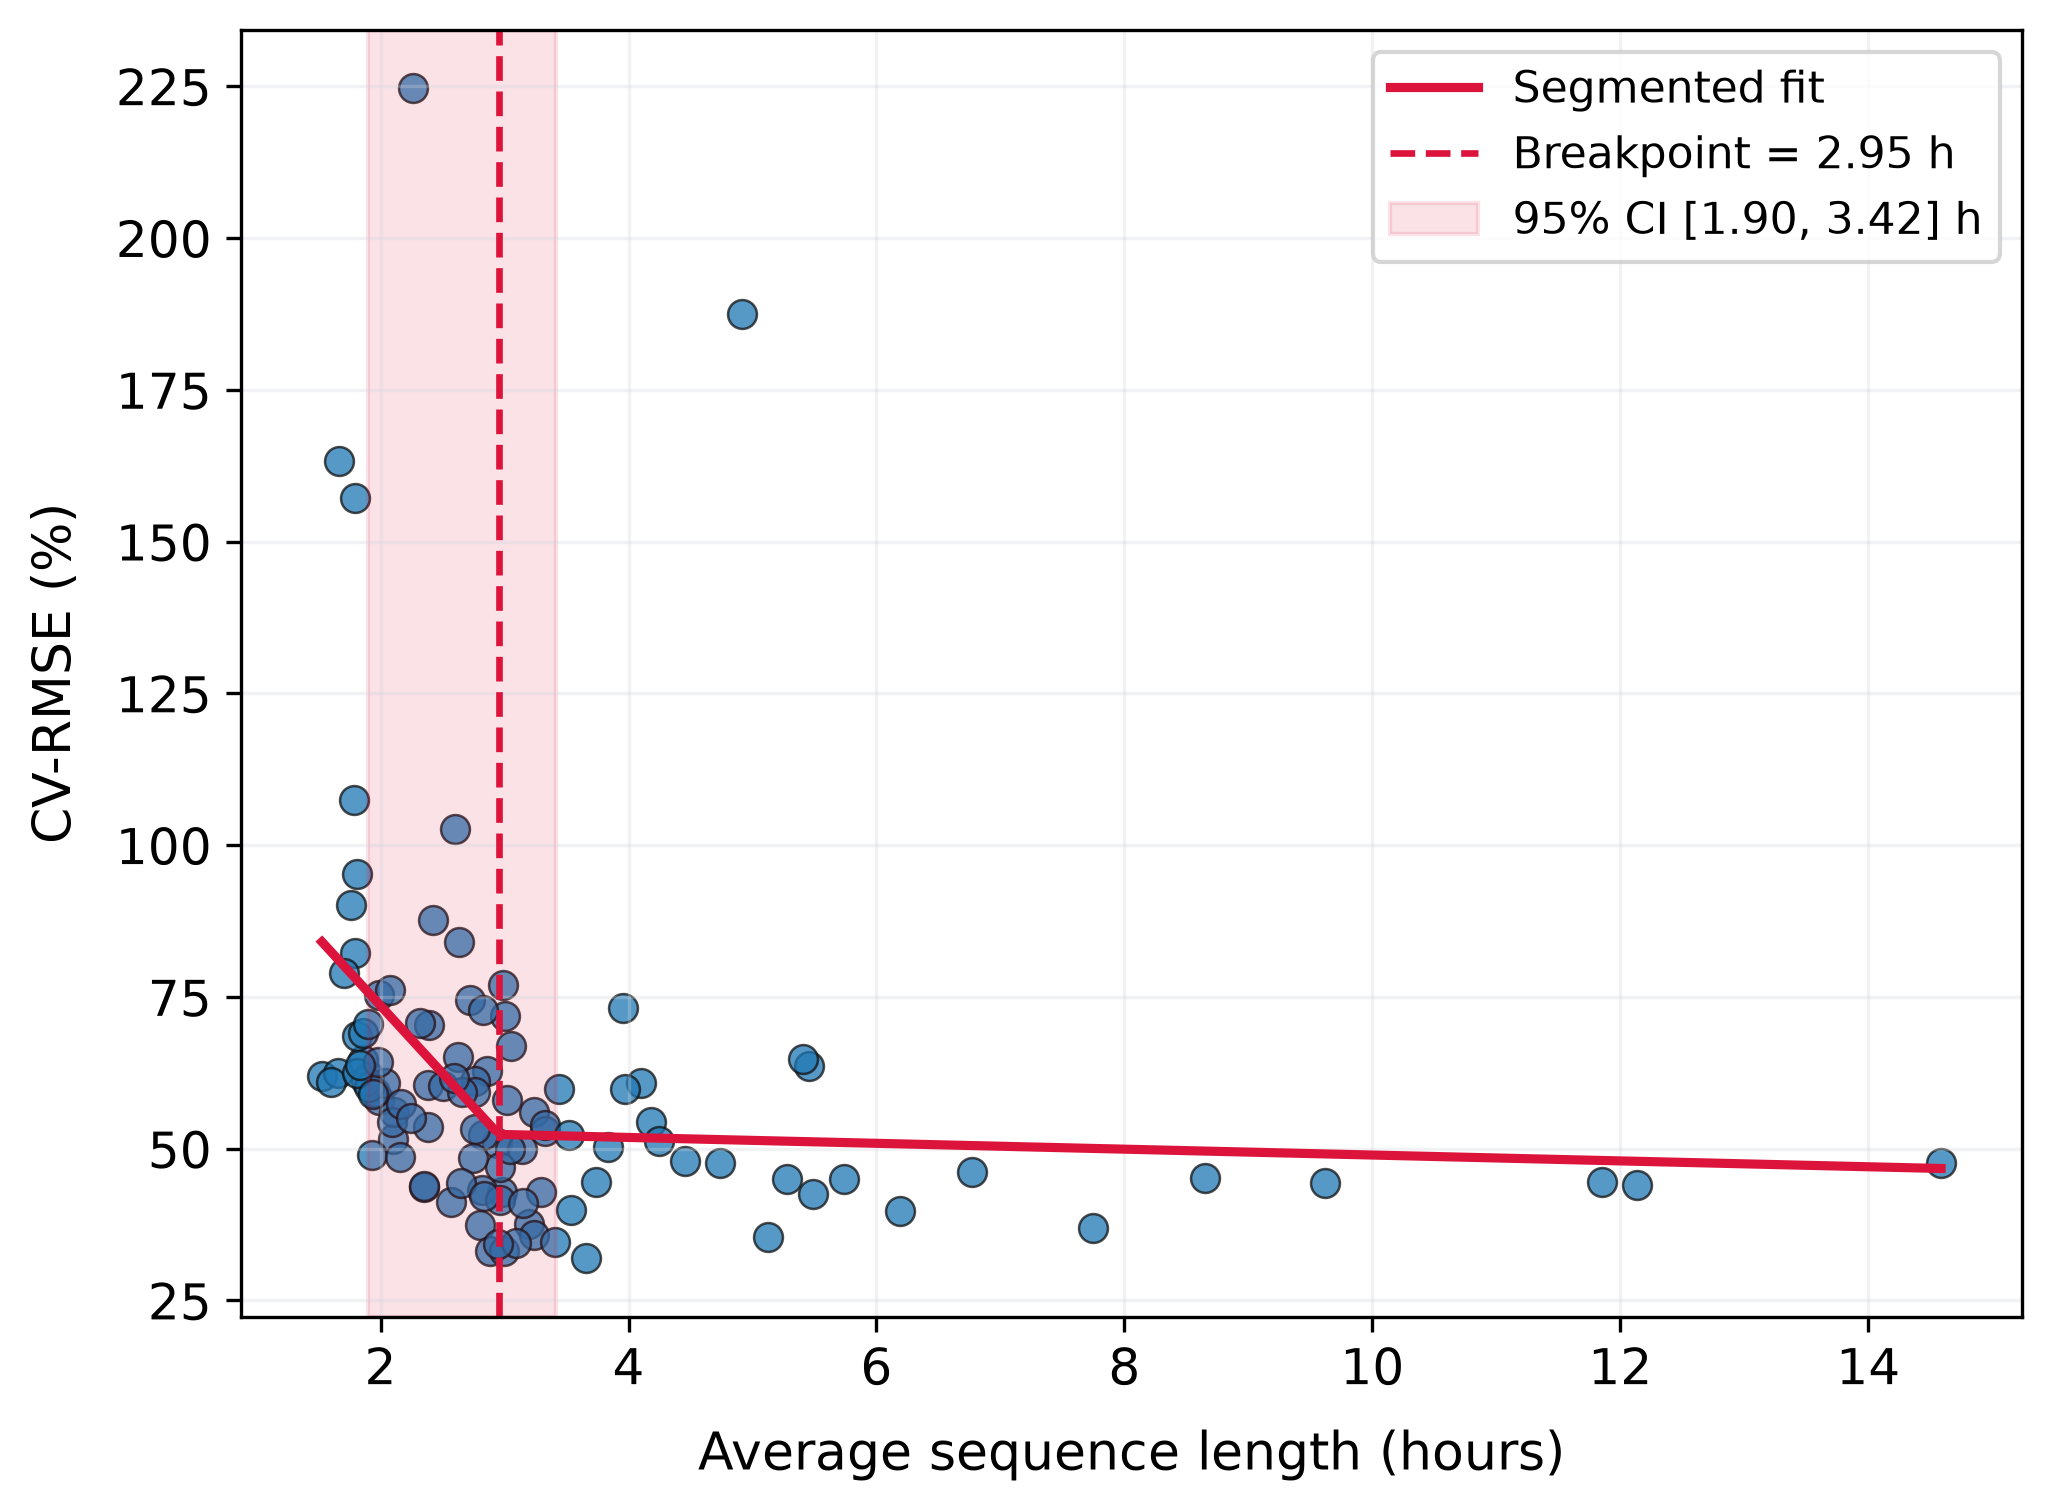 Segmented fit
Breakpoint = 2.95 h
95% CI [1.90, 3.42] h
225
200
175
150
125
100
75
50
25
CV-RMSE (%)
2 4 6 8 10 12 14
Average sequence length (hours)